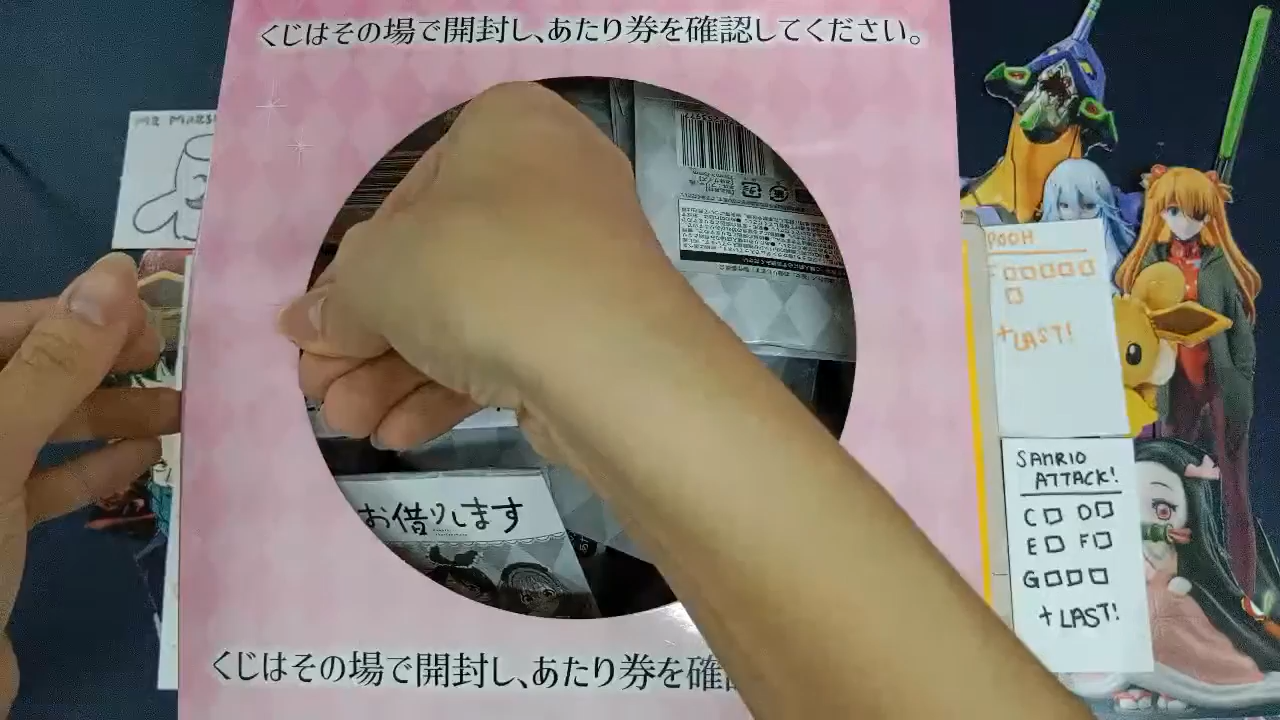 くじはその場で開封し、あたり券を確認してください。
POOH
F□□□□□
□
+LAST!
お借りします
SANRIO
ATTACK!
C□ D□
E□ F□
G□□□
+LAST!
くじはその場で開封し、あたり券を確